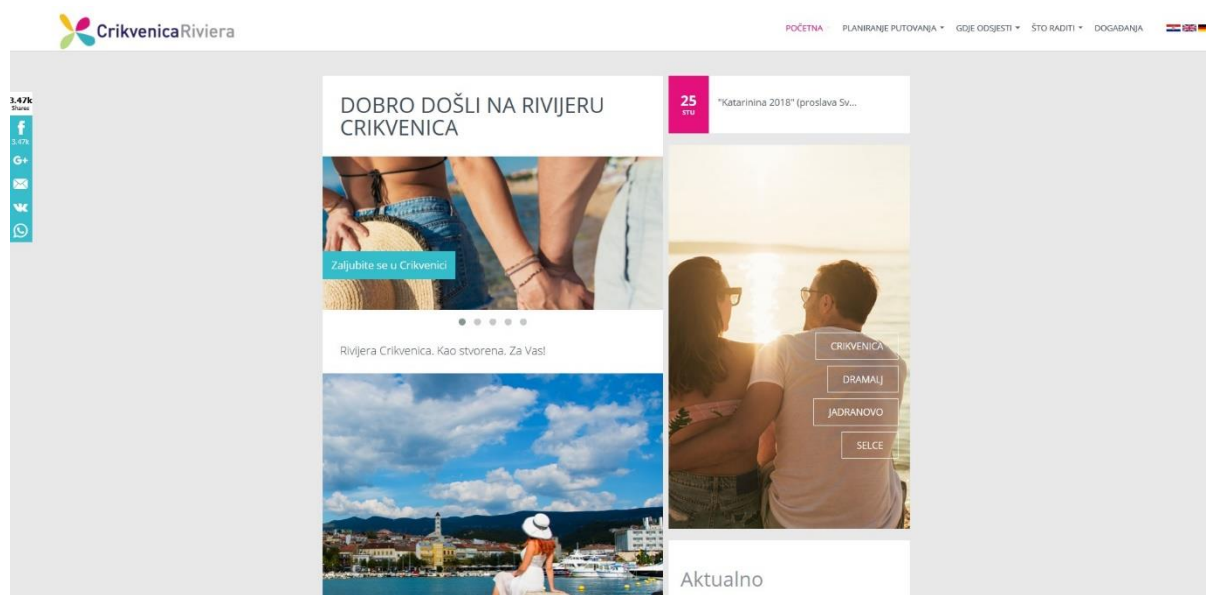 CrikvenicaRiviera
POČETNA PLANIRANJE PUTOVANJA GDJE ODSJESTI ŠTO RADITI DOGAĐANJA
3.47k
Shares
3.47k
G+
DOBRO DOŠLI NA RIVIJERU
CRIKVENICA
Zaljubite se u Crikvenici
Rivijera Crikvenica. Kao stvorena. Za Vas!
25
STU
"Katarinina 2018" (proslava Sv...
CRIKVENICA
DRAMALJ
JADRANOVO
SELCE
Aktualno